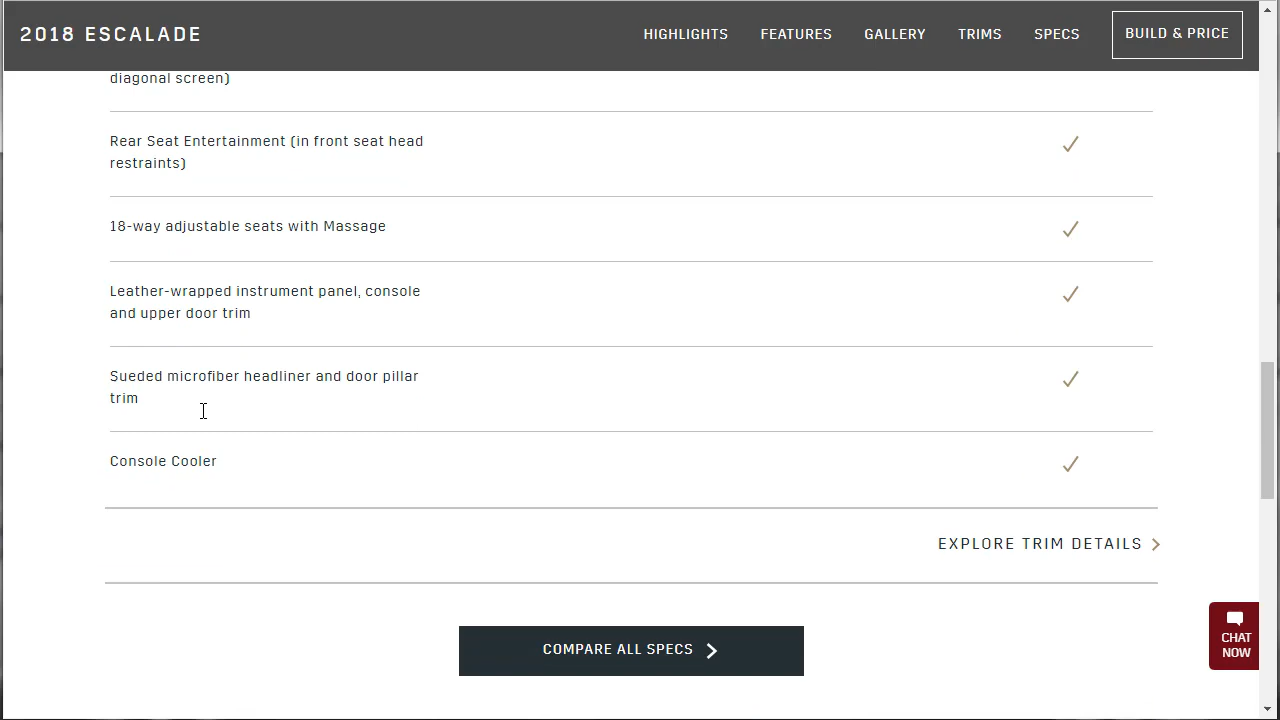 2018 ESCALADE
HIGHLIGHTS FEATURES GALLERY TRIMS SPECS BUILD & PRICE
diagonal screen)
Rear Seat Entertainment (in front seat head
restraints)
18-way adjustable seats with Massage
Leather-wrapped instrument panel, console
and upper door trim
Sueded microfiber headliner and door pillar
trim
Console Cooler
EXPLORE TRIM DETAILS
CHAT
NOW
COMPARE ALL SPECS